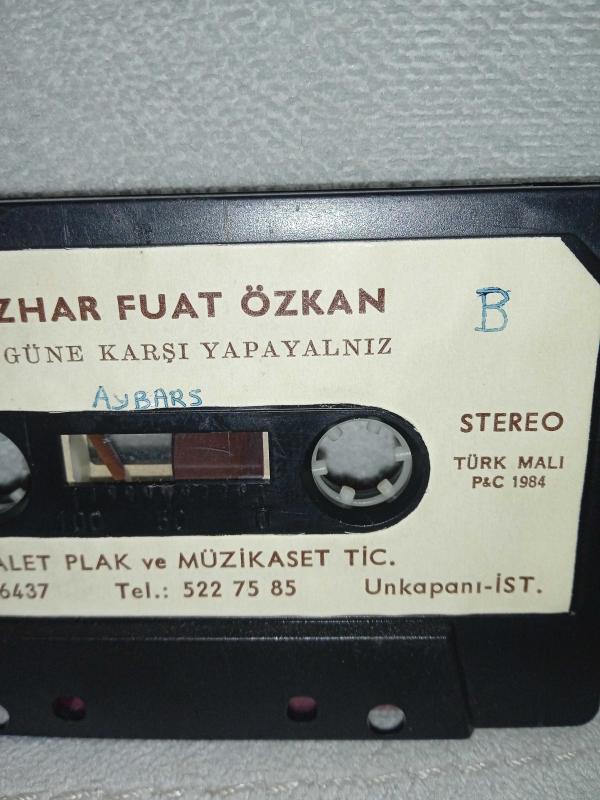 ZHAR FUAT ÖZKAN
B
GÜNE KARŞI YAPAYALNIZ
AyBARS
STEREO
TÜRK MALI
P&C 1984
100 50 0
ALET PLAK ve MÜZİKASET TİC.
6437 Tel.: 522 75 85 Unkapanı-İST.